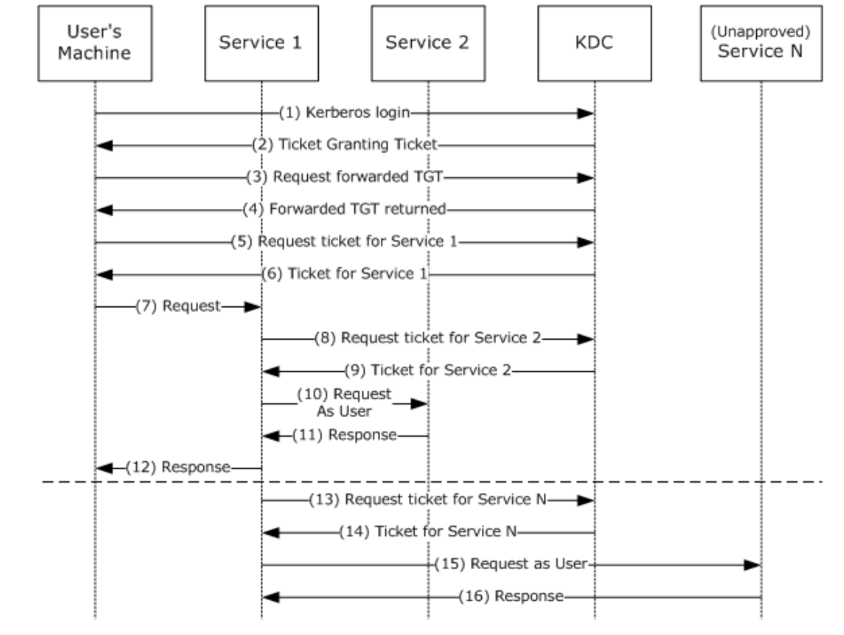 User's
Machine
Service 1
Service 2
KDC
(Unapproved)
Service N
(1) Kerberos login
(2) Ticket Granting Ticket
(3) Request forwarded TGT
(4) Forwarded TGT returned
(5) Request ticket for Service 1
(6) Ticket for Service 1
(7) Request
(8) Request ticket for Service 2
(9) Ticket for Service 2
(10) Request
As User
(11) Response
(12) Response
(13) Request ticket for Service N
(14) Ticket for Service N
(15) Request as User
(16) Response